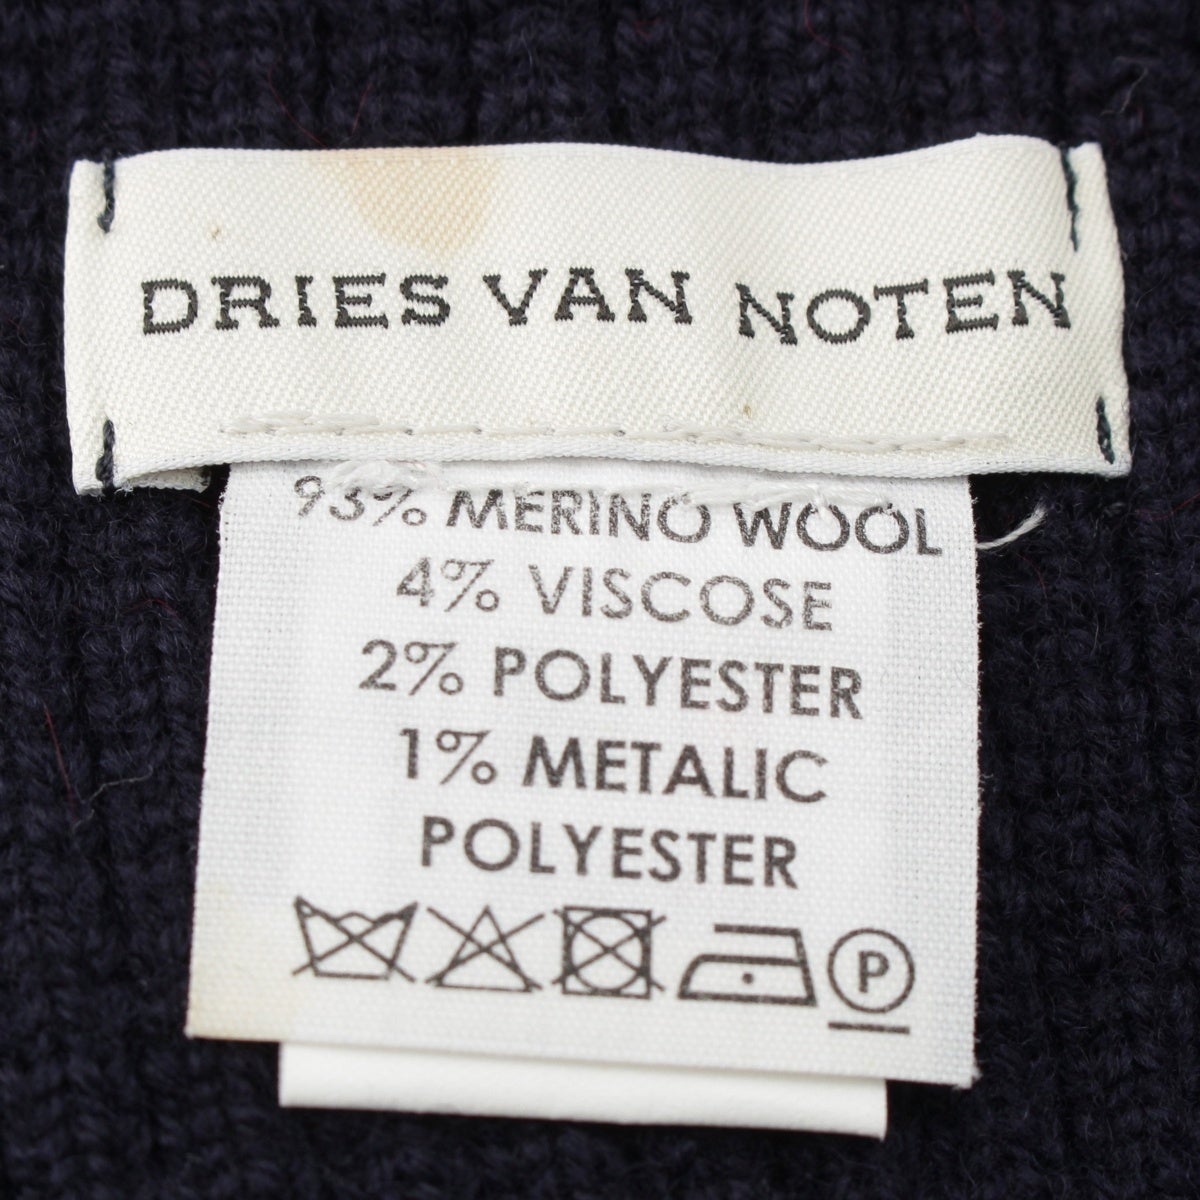 DRIES VAN NOTEN
93% MERINO WOOL
4% VISCOSE
2% POLYESTER
1% METALIC
POLYESTER
P